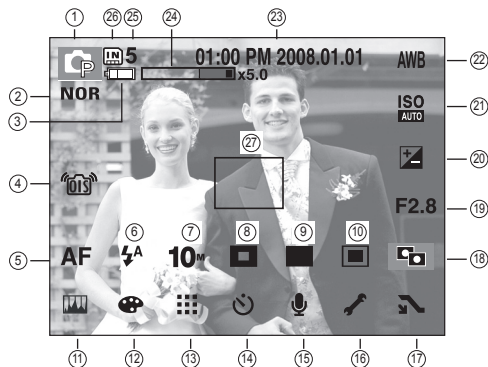 ① ㉖ ㉕ ㉔ ㉓
P IN 5 01:00 PM 2008.01.01 AWB ㉒
x5.0
② NOR
③
ISO AUTO ㉑
㉗
④ OIS
⑳
F2.8 ⑲
⑥ ⑦ ⑧ ⑨ ⑩
⑤ AF A 10M ⑱
⑪ ⑫ ⑬ ⑭ ⑮ ⑯ ⑰